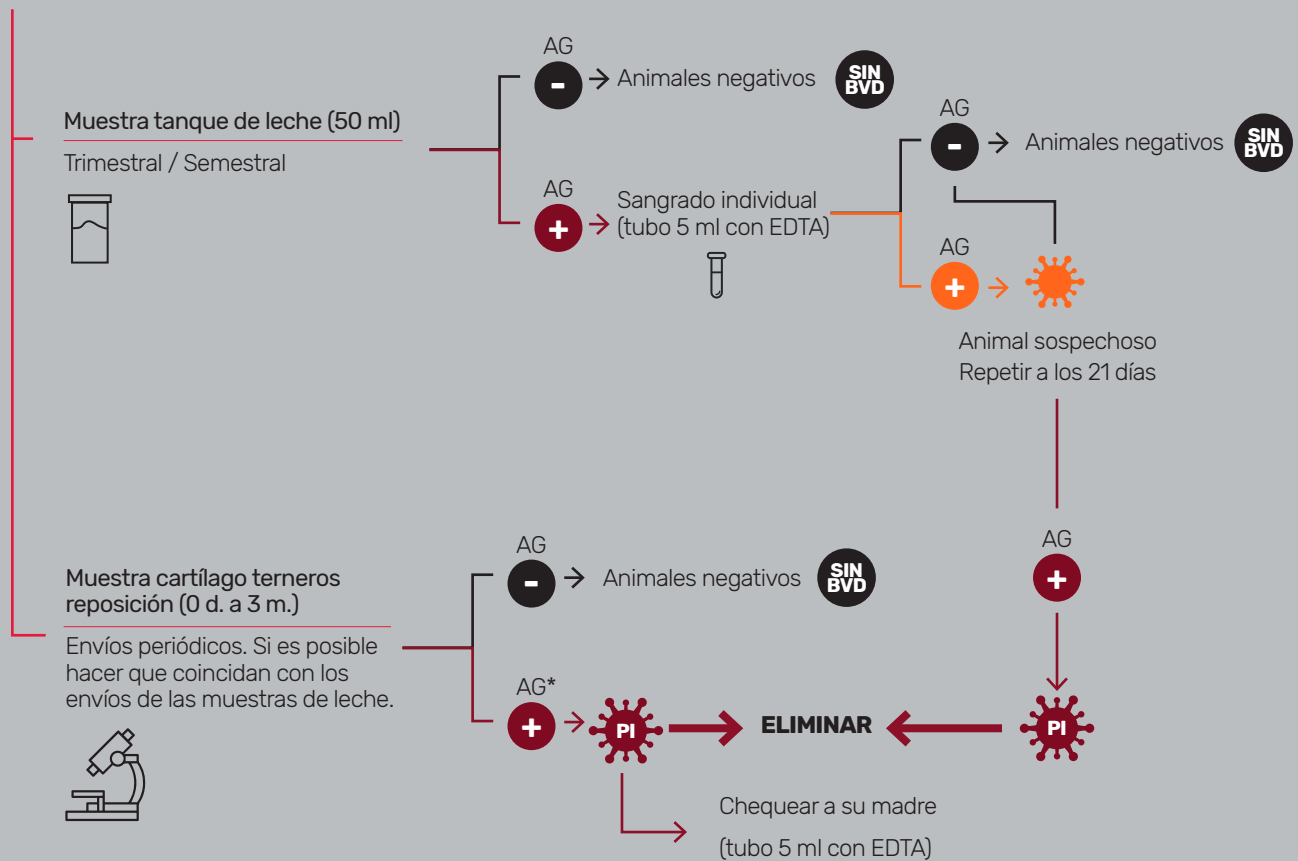 Muestra tanque de leche (50 ml)
Trimestral / Semestral
AG
-
Animales negativos
SIN
BVD
AG
+
Sangrado individual
(tubo 5 ml con EDTA)
AG
-
Animales negativos
SIN
BVD
AG
+
Animal sospechoso
Repetir a los 21 días
AG
+
PI
Muestra cartílago terneros
reposición (0 d. a 3 m.)
Envíos periódicos. Si es posible
hacer que coincidan con los
envíos de las muestras de leche.
AG
-
Animales negativos
SIN
BVD
AG*
+
PI
ELIMINAR
Chequear a su madre
(tubo 5 ml con EDTA)